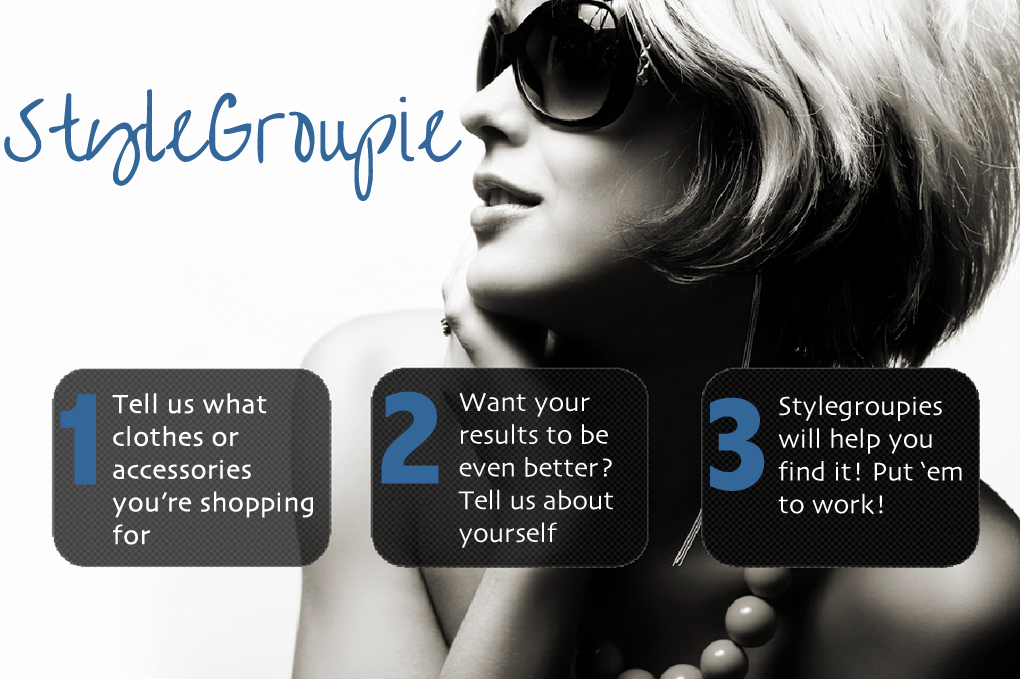 StyleGroupie
1
Tell us what
clothes or
accessories
you're shopping
for
2
Want your
results to be
even better?
Tell us about
yourself
3
Stylegroupies
will help you
find it! Put ‘em
to work!